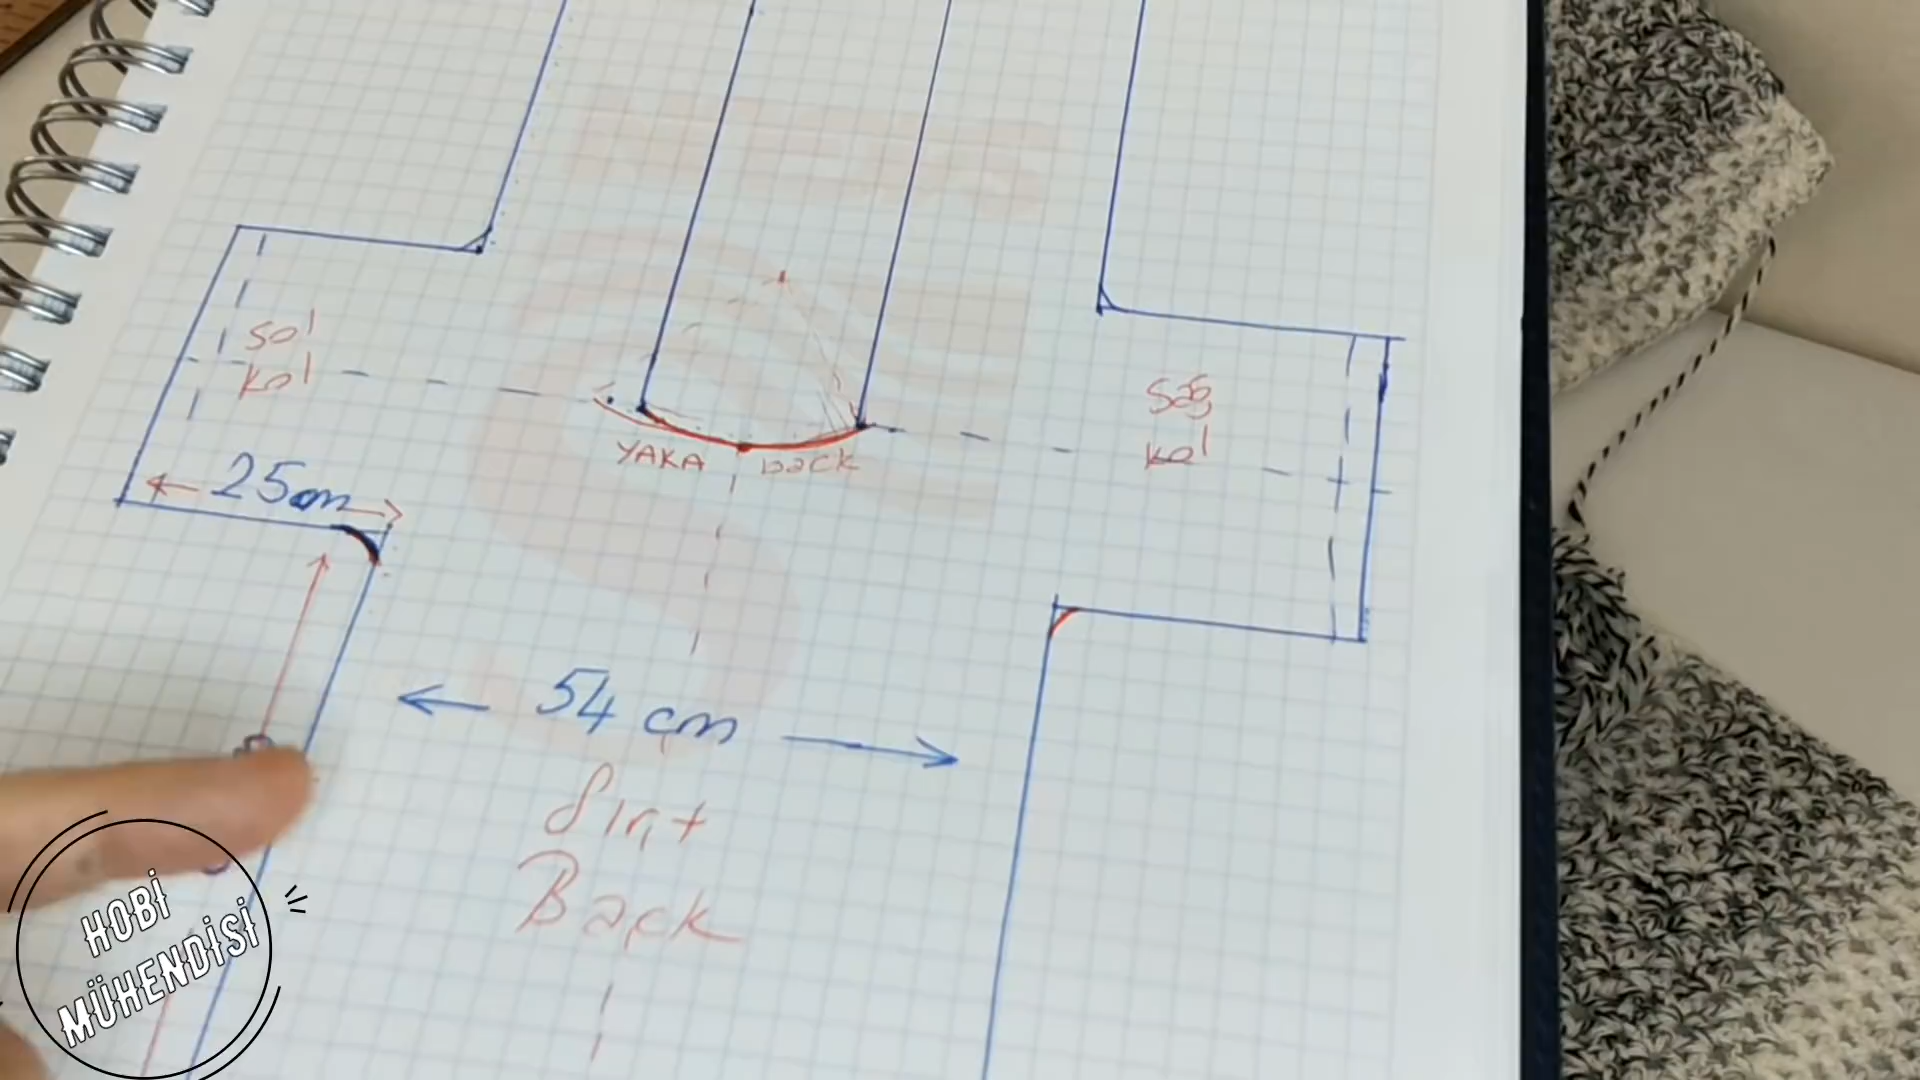 sol
kol
sağ
kol
YAKA back
25cm
54 cm
Sırt
Back
HOBİ
MÜHENDİSİ